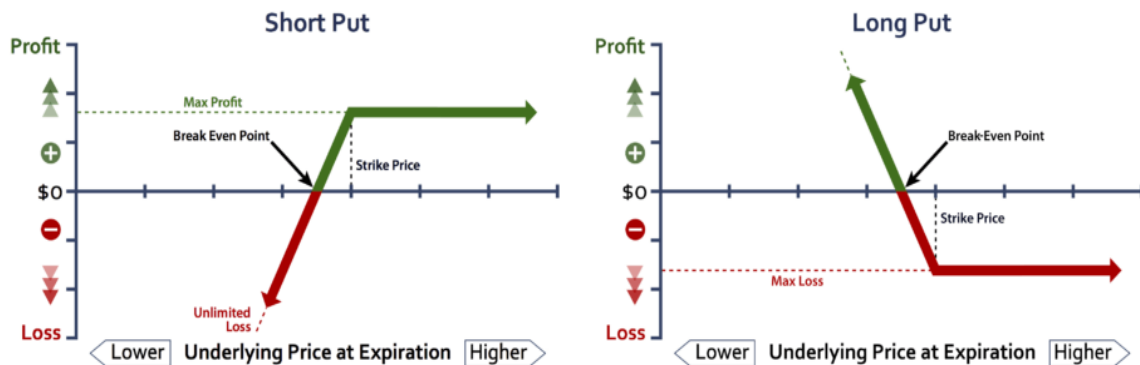 Short Put
Profit
Max Profit
Break Even Point
Strike Price
$0
Unlimited
Loss
Loss
Lower
Underlying Price at Expiration
Higher
Long Put
Profit
Break-Even Point
$0
Strike Price
Max Loss
Loss
Lower
Underlying Price at Expiration
Higher